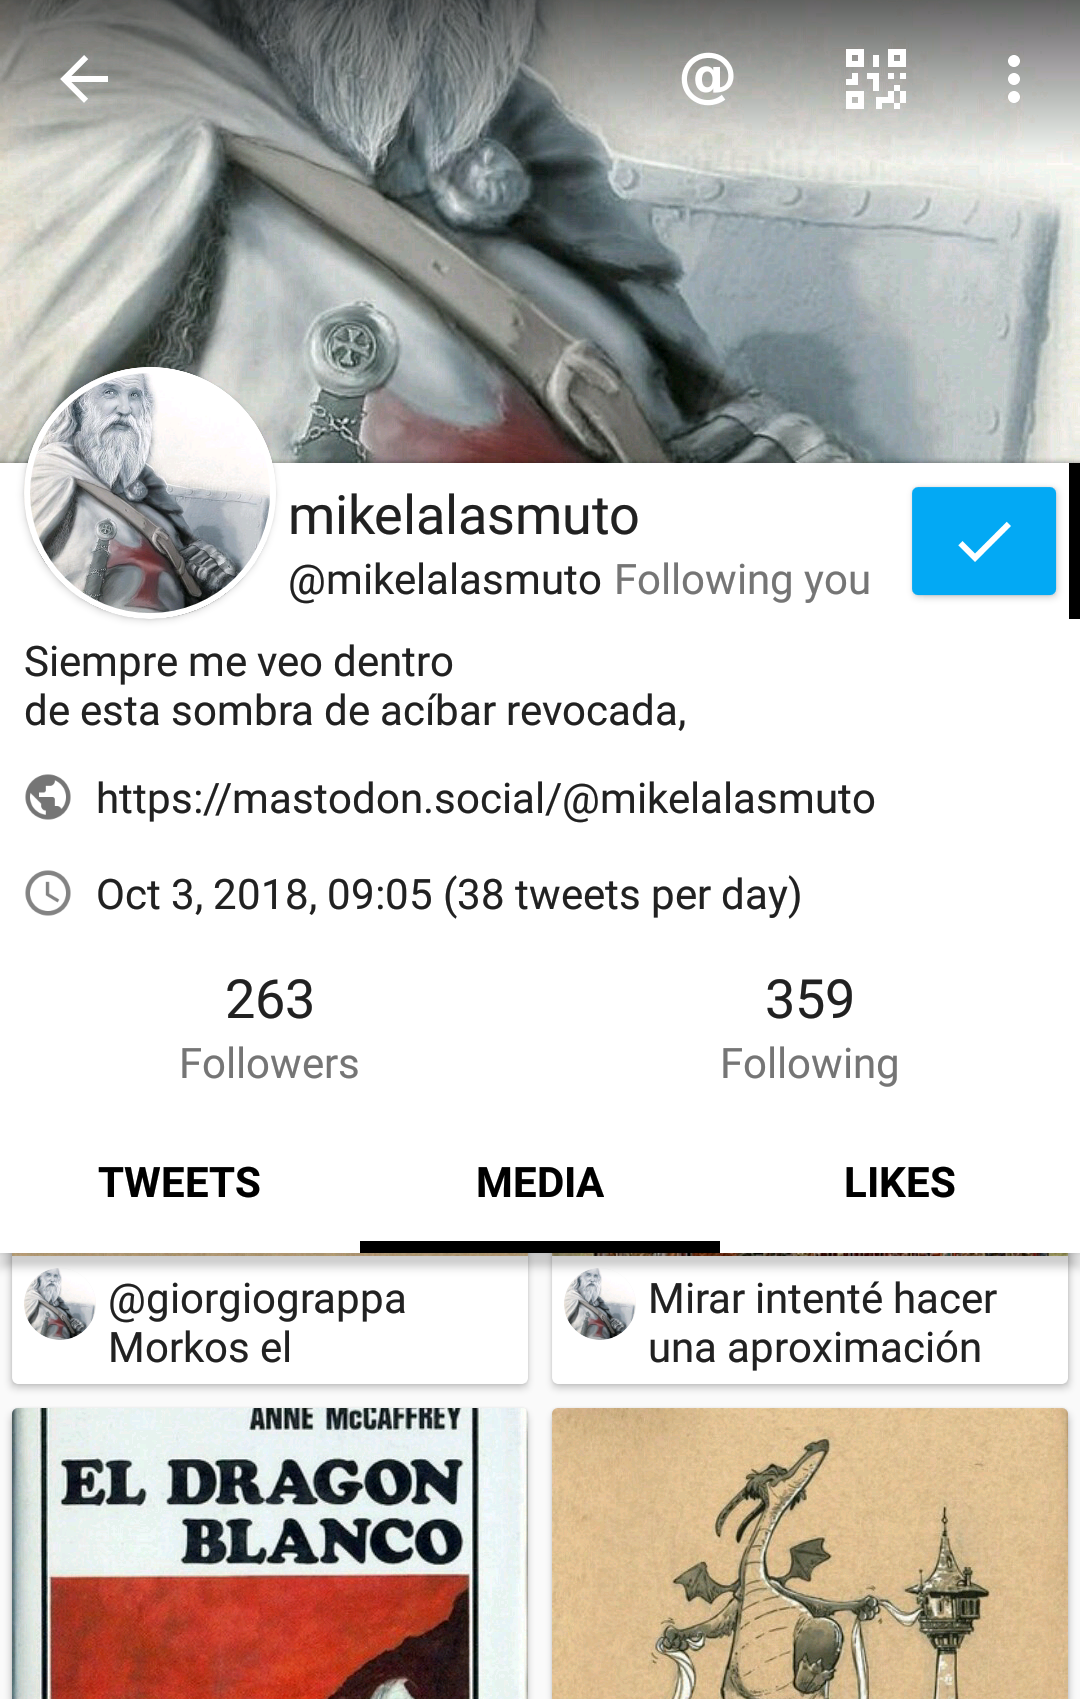 @
mikelalasmuto
@mikelalasmuto Following you
Siempre me veo dentro
de esta sombra de acíbar revocada,
https://mastodon.social/@mikelalasmuto
Oct 3, 2018, 09:05 (38 tweets per day)
263
Followers
359
Following
TWEETS
MEDIA
LIKES
@giorgiograppa
Morkos el
Mirar intenté hacer
una aproximación
ANNE McCAFFREY
EL DRAGON
BLANCO